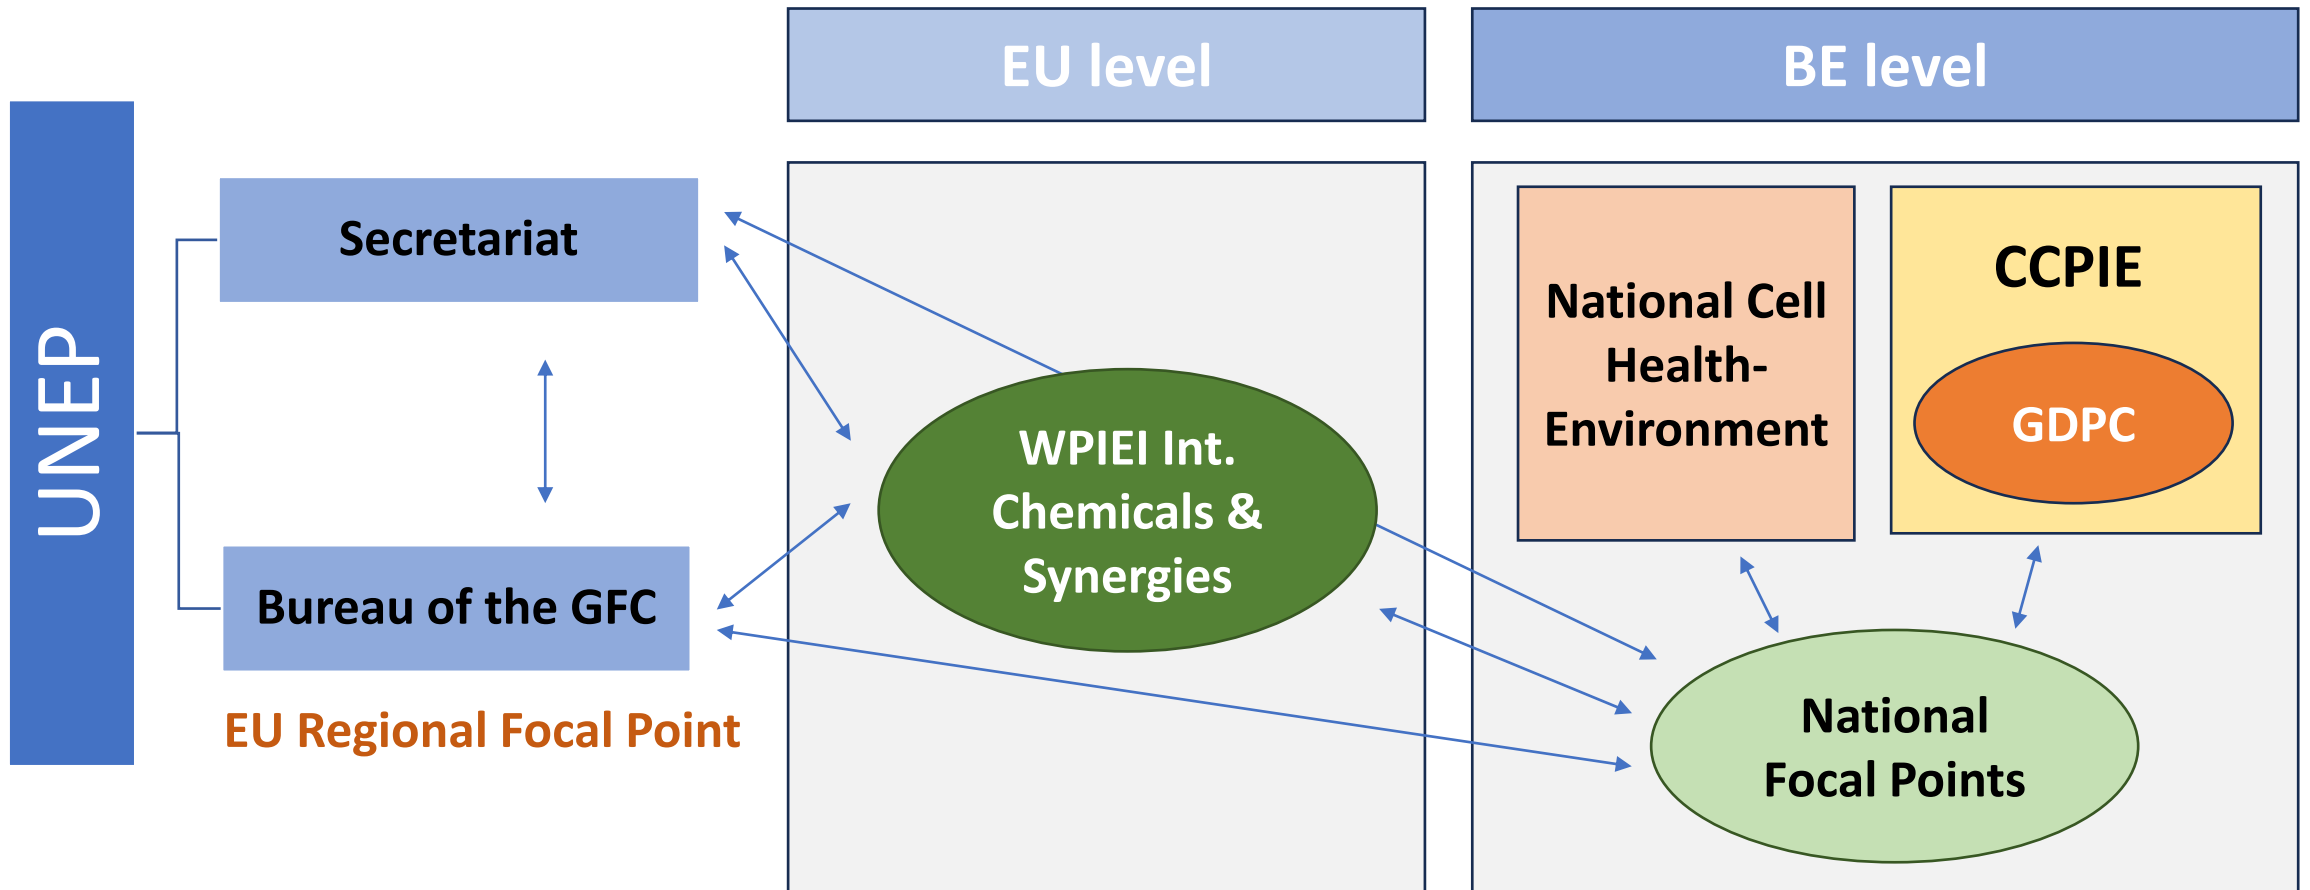 EU level
BE level
UNEP
Secretariat
Bureau of the GFC
EU Regional Focal Point
WPIEI Int.
Chemicals &
Synergies
National Cell
Health-
Environment
CCPIE
GDPC
National
Focal Points